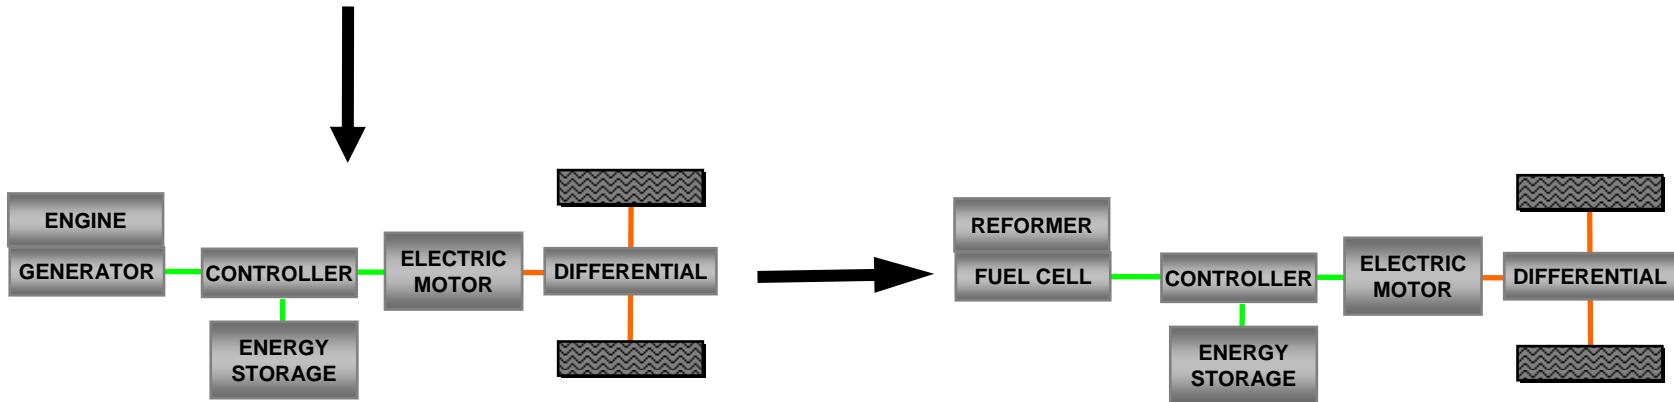 ENGINE
GENERATOR
CONTROLLER
ELECTRIC
MOTOR
DIFFERENTIAL
ENERGY
STORAGE
REFORMER
FUEL CELL
CONTROLLER
ELECTRIC
MOTOR
DIFFERENTIAL
ENERGY
STORAGE